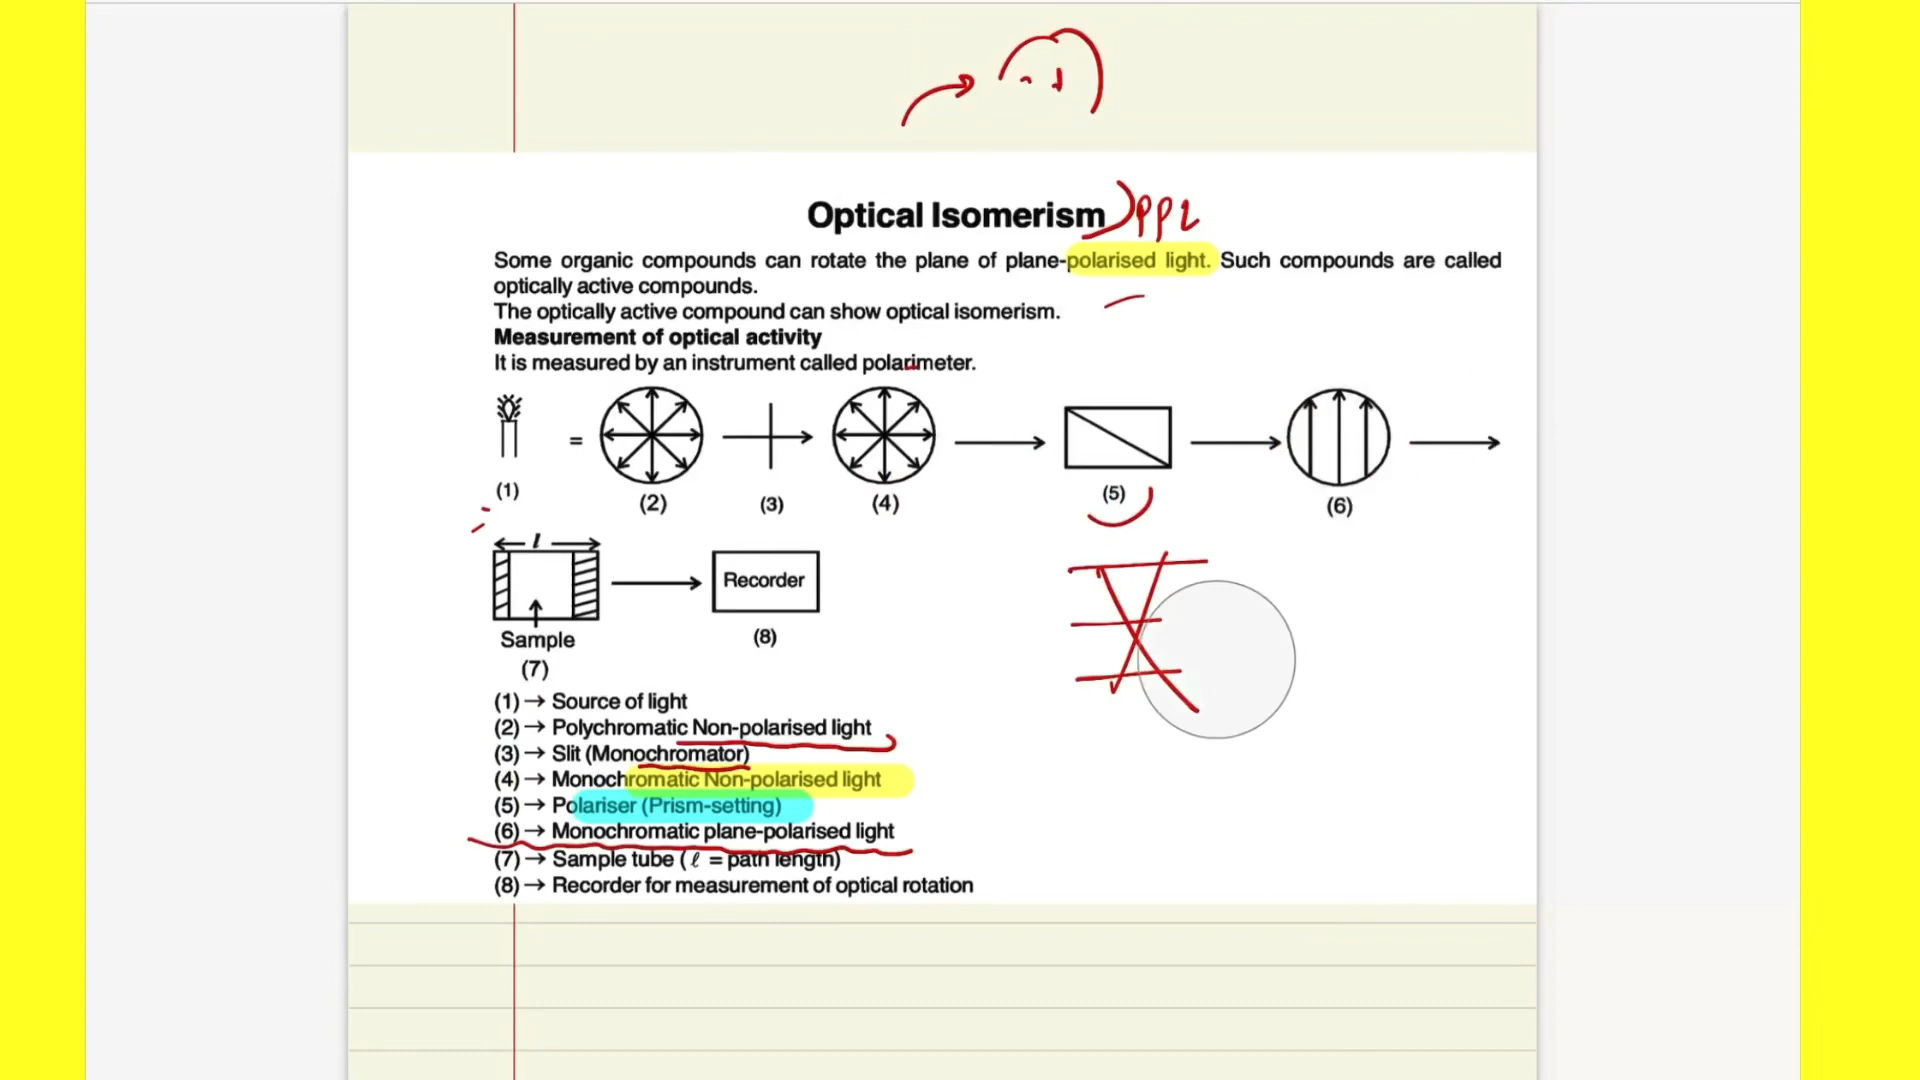 Optical Isomerism PPL
Some organic compounds can rotate the plane of plane-polarised light. Such compounds are called
optically active compounds.
The optically active compound can show optical isomerism.
Measurement of optical activity
It is measured by an instrument called polarimeter.
=
(1) (2) (3) (4) (5) (6)
l
Recorder
Sample
(7) (8)
(1) → Source of light
(2) → Polychromatic Non-polarised light
(3) → Slit (Monochromator)
(4) → Monochromatic Non-polarised light
(5) → Polariser (Prism-setting)
(6) → Monochromatic plane-polarised light
(7) → Sample tube (ℓ = path length)
(8) → Recorder for measurement of optical rotation